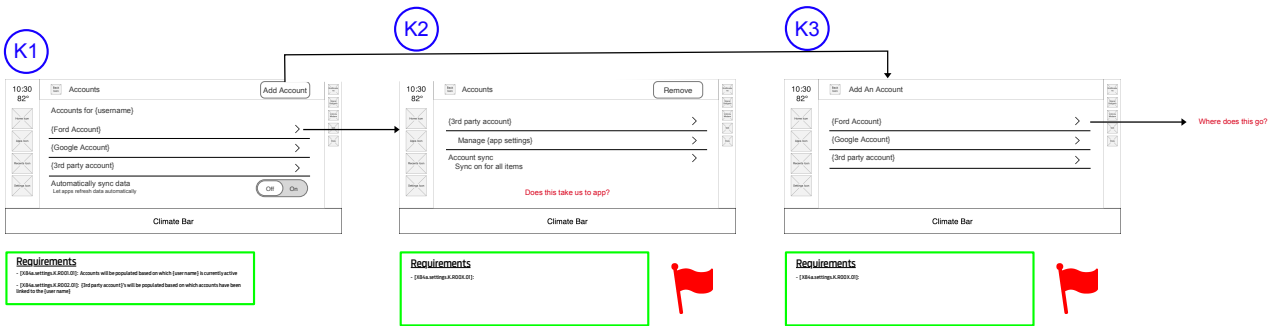 K1
K2
K3
10:30
82°
Accounts
Add Account
Accounts for {username}
{Ford Account}
{Google Account}
{3rd party account}
Automatically sync data
Let apps refresh data automatically
Off
On
Climate Bar
10:30
82°
Accounts
Remove
{3rd party account}
Manage {app settings}
Account sync
Sync on for all items
Does this take us to app?
Climate Bar
10:30
82°
Add An Account
{Ford Account}
{Google Account}
{3rd party account}
Climate Bar
Where does this go?
Requirements
- [X84a.settings.K.R001.01]: Accounts will be populated based on which {user name} is currently active
- [X84a.settings.K.R002.01]: {3rd party account}'s will be populated based on which accounts have been
linked to the {user name}
Requirements
- [X84a.settings.K.R00X.01]:
Requirements
- [X84a.settings.K.R00X.01]: